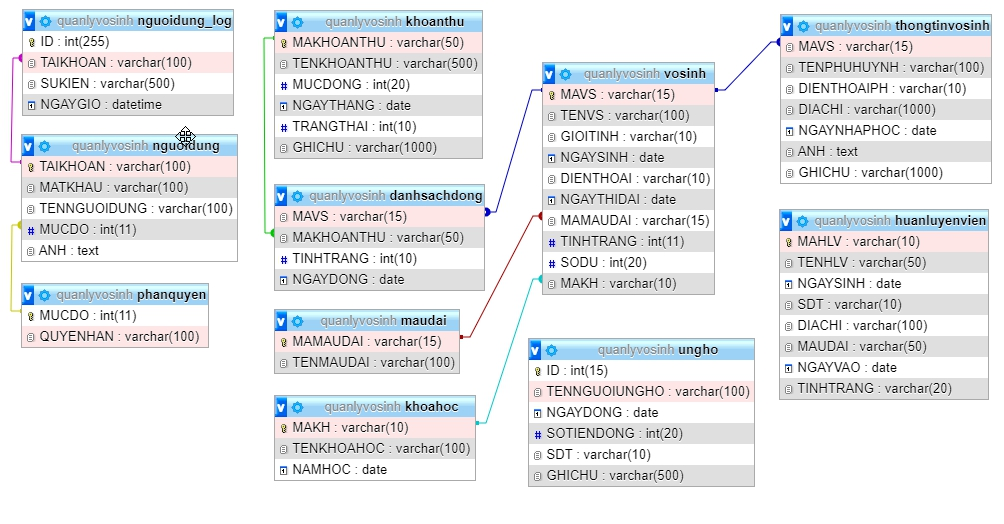 quanlyvosinh nguoidung_log
ID : int(255)
TAIKHOAN : varchar(100)
SUKIEN : varchar(500)
NGAYGIO : datetime
quanlyvosinh nguoidung
TAIKHOAN : varchar(100)
MATKHAU : varchar(100)
TENNGUOIDUNG : varchar(100)
MUCDO : int(11)
ANH : text
quanlyvosinh phanquyen
MUCDO : int(11)
QUYENHAN : varchar(100)
quanlyvosinh khoanthu
MAKHOANTHU : varchar(50)
TENKHOANTHU : varchar(500)
MUCDONG : int(20)
NGAYTHANG : date
TRANGTHAI : int(10)
GHICHU : varchar(1000)
quanlyvosinh danhsachdong
MAVS : varchar(15)
MAKHOANTHU : varchar(50)
TINHTRANG : int(10)
NGAYDONG : date
quanlyvosinh maudai
MAMAUDAI : varchar(15)
TENMAUDAI : varchar(100)
quanlyvosinh khoahoc
MAKH : varchar(10)
TENKHOAHOC : varchar(100)
NAMHOC : date
quanlyvosinh vosinh
MAVS : varchar(15)
TENVS : varchar(100)
GIOITINH : varchar(10)
NGAYSINH : date
DIENTHOAI : varchar(10)
NGAYTHIDAI : date
MAMAUDAI : varchar(15)
TINHTRANG : int(11)
SODU : int(20)
MAKH : varchar(10)
quanlyvosinh ungho
ID : int(15)
TENNGUOIUNGHO : varchar(100)
NGAYDONG : date
SOTIENDONG : int(20)
SDT : varchar(10)
GHICHU : varchar(500)
quanlyvosinh thongtinvosinh
MAVS : varchar(15)
TENPHUHUYNH : varchar(100)
DIENTHOAIPH : varchar(10)
DIACHI : varchar(1000)
NGAYNHAPHOC : date
ANH : text
GHICHU : varchar(1000)
quanlyvosinh huanluyenvien
MAHLV : varchar(10)
TENHLV : varchar(50)
NGAYSINH : date
SDT : varchar(10)
DIACHI : varchar(100)
MAUDAI : varchar(50)
NGAYVAO : date
TINHTRANG : varchar(20)